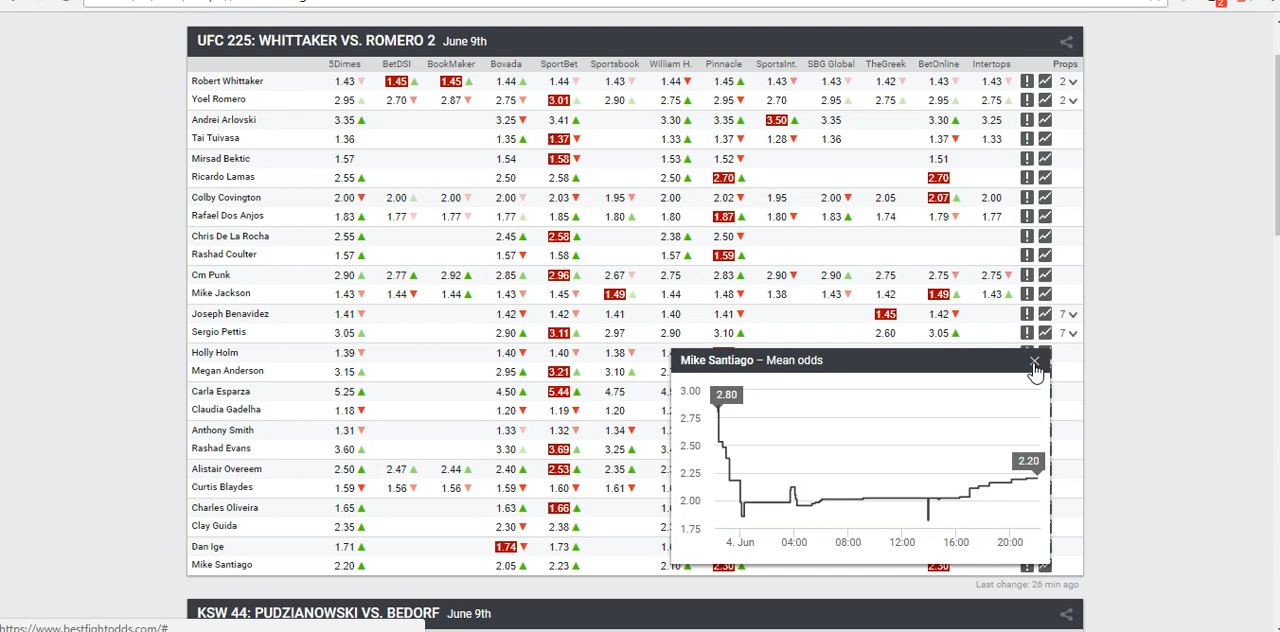 2
UFC 225: WHITTAKER VS. ROMERO 2 June 9th
5Dimes BetDSI BookMaker Bovada SportBet Sportsbook William H. Pinnacle SportsInt. SBG Global TheGreek BetOnline Intertops Props
Robert Whittaker 1.43 ▼ 1.45 ▲ 1.45 ▲ 1.44 ▲ 1.44 ▼ 1.43 ▼ 1.44 ▼ 1.45 ▲ 1.43 ▼ 1.43 ▼ 1.42 ▼ 1.43 ▼ 1.43 ▼ 2
Yoel Romero 2.95 ▲ 2.70 ▼ 2.87 ▼ 2.75 ▼ 3.01 ▲ 2.90 ▲ 2.75 ▲ 2.95 ▼ 2.70 2.95 ▲ 2.75 ▲ 2.95 ▲ 2.75 ▲ 2
Andrei Arlovski 3.35 ▲ 3.25 ▼ 3.41 ▲ 3.30 ▲ 3.35 ▲ 3.50 ▲ 3.35 3.30 ▲ 3.25
Tai Tuivasa 1.36 1.35 ▲ 1.37 ▼ 1.33 ▲ 1.37 ▼ 1.28 ▼ 1.36 1.37 ▼ 1.33
Mirsad Bektic 1.57 1.54 1.58 ▼ 1.53 ▲ 1.52 ▼ 1.51
Ricardo Lamas 2.55 ▲ 2.50 2.58 ▲ 2.50 ▲ 2.70 ▲ 2.70
Colby Covington 2.00 ▼ 2.00 ▲ 2.00 ▼ 2.00 ▼ 2.03 ▼ 1.95 ▼ 2.00 2.02 ▼ 1.95 2.00 ▼ 2.05 2.07 ▲ 2.00
Rafael Dos Anjos 1.83 ▲ 1.77 ▼ 1.77 ▼ 1.77 ▲ 1.85 ▲ 1.80 ▲ 1.80 1.87 ▲ 1.80 ▼ 1.83 ▲ 1.74 1.79 ▼ 1.77
Chris De La Rocha 2.55 ▲ 2.45 ▲ 2.58 ▲ 2.38 ▲ 2.50 ▼
Rashad Coulter 1.57 ▲ 1.57 ▼ 1.58 ▲ 1.57 ▲ 1.59 ▲
Cm Punk 2.90 ▲ 2.77 ▲ 2.92 ▲ 2.85 ▲ 2.96 ▲ 2.67 ▼ 2.75 2.83 ▲ 2.90 ▼ 2.90 ▲ 2.75 2.75 ▼ 2.75 ▼
Mike Jackson 1.43 ▼ 1.44 ▼ 1.44 ▲ 1.43 ▼ 1.45 ▼ 1.49 ▲ 1.44 1.48 ▼ 1.38 1.43 ▼ 1.42 1.49 ▲ 1.43 ▲
Joseph Benavidez 1.41 ▼ 1.42 ▼ 1.42 ▼ 1.41 1.40 1.41 ▼ 1.45 1.42 ▼ 7
Sergio Pettis 3.05 ▲ 2.90 ▲ 3.11 ▲ 2.97 2.90 3.10 ▲ 2.60 3.05 ▲ 7
Holly Holm 1.39 ▼ 1.40 ▼ 1.40 ▼ 1.38 ▼
Megan Anderson 3.15 ▲ 2.95 ▲ 3.21 ▲ 3.10 ▲
Carla Esparza 5.25 ▲ 4.50 ▲ 5.44 ▲ 4.75
Claudia Gadelha 1.18 ▼ 1.20 ▼ 1.19 ▼ 1.20
Anthony Smith 1.31 ▼ 1.33 ▼ 1.32 ▼ 1.34 ▼
Rashad Evans 3.60 ▲ 3.30 ▲ 3.69 ▲ 3.25 ▲
Alistair Overeem 2.50 ▲ 2.47 ▲ 2.44 ▲ 2.40 ▲ 2.53 ▲ 2.35 ▲
Curtis Blaydes 1.59 ▼ 1.56 ▼ 1.56 ▼ 1.59 ▼ 1.60 ▼ 1.61 ▼
Charles Oliveira 1.65 ▲ 1.63 ▲ 1.66 ▲
Clay Guida 2.35 ▲ 2.30 ▼ 2.38 ▲
Dan Ige 1.71 ▲ 1.74 ▼ 1.73 ▲
Mike Santiago 2.20 ▲ 2.05 ▲ 2.23 ▲ 2.10 ▲ 2.30 ▲ 2.30
Mike Santiago – Mean odds
3.00
2.80
2.75
2.50
2.25
2.20
2.00
1.75
4. Jun 04:00 08:00 12:00 16:00 20:00
Last change: 26 min ago
KSW 44: PUDZIANOWSKI VS. BEDORF June 9th
https://www.bestfightodds.com/#